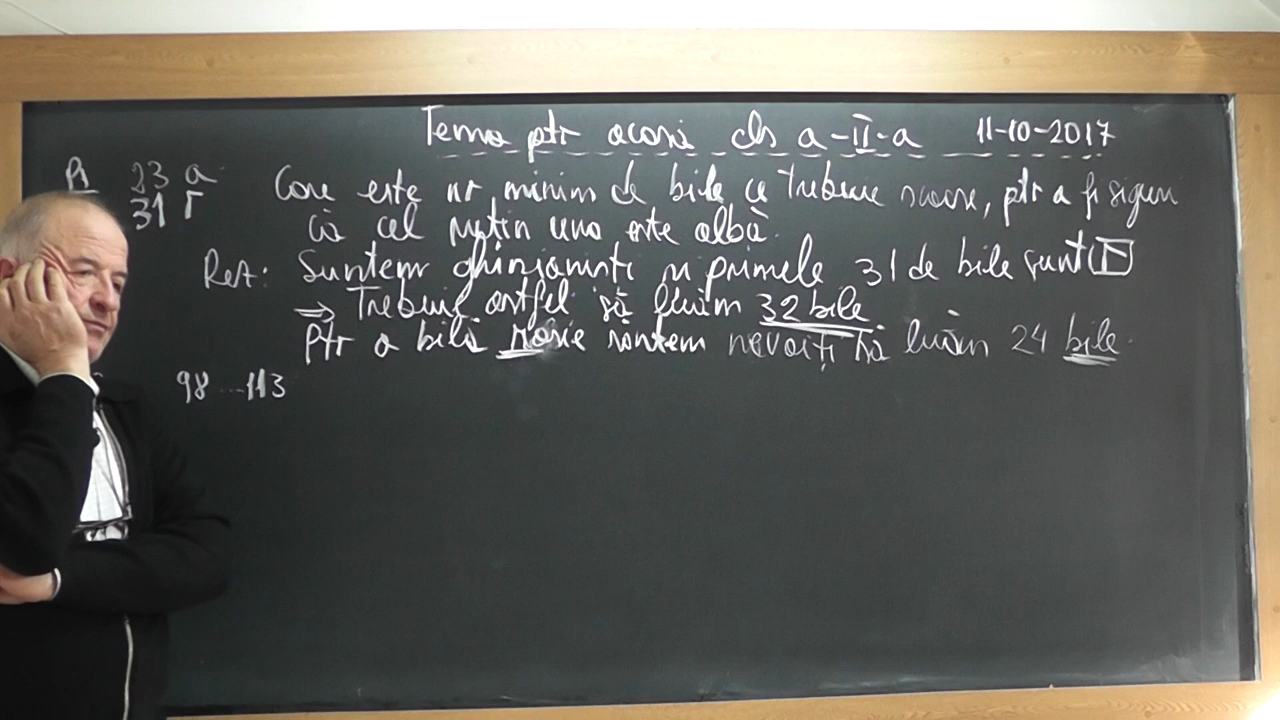 Tema ptr acasă cls a-II-a 11-10-2017
P1 23 a Care este nr minim de bile ce trebuie scoase, ptr a fi siguri
31 r că cel puțin una este albă.
Rez: Suntem ghinioniști și primele 31 de bile sunt r
⇒ Trebuie astfel să luăm 32 bile
Ptr o bilă roșie suntem nevoiți să luăm 24 bile.
98 ... 113